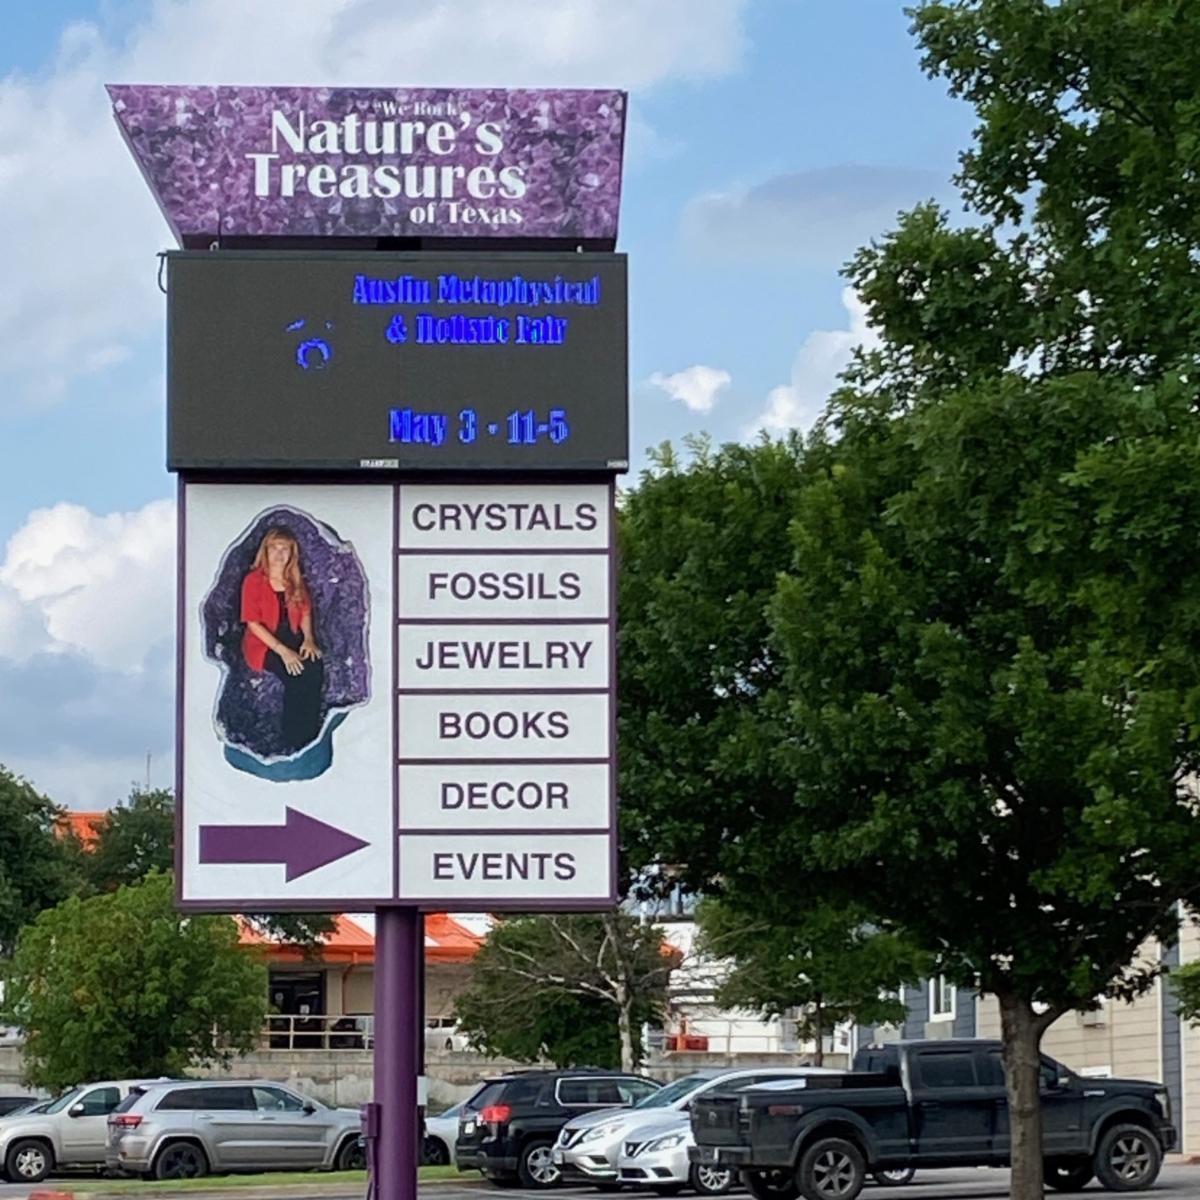 "We Rock"
Nature's
Treasures
of Texas
Austin Metaphysical
& Holistic Fair
May 3 - 11-5
CRYSTALS
FOSSILS
JEWELRY
BOOKS
DECOR
EVENTS